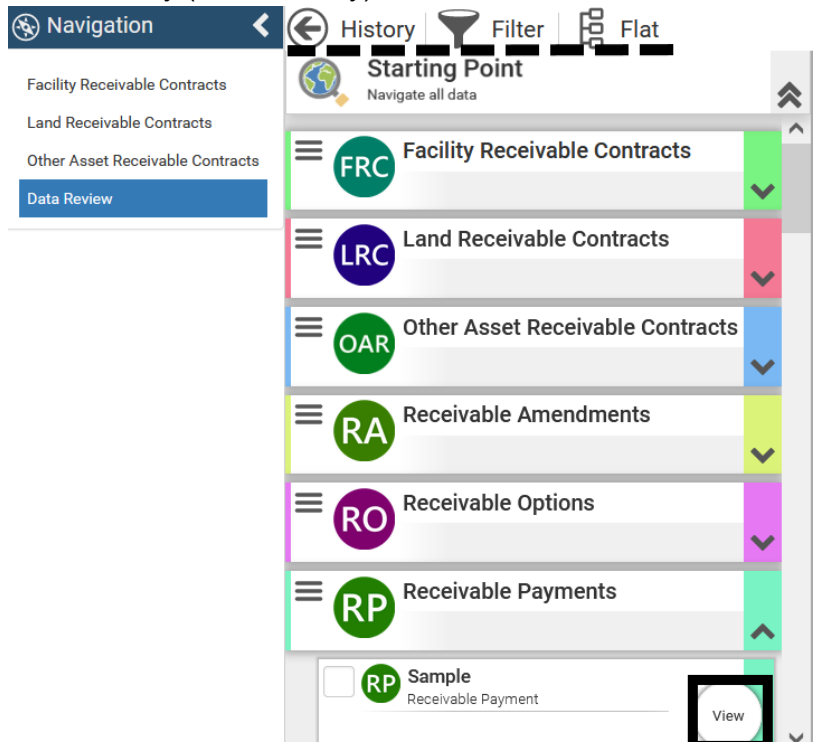 Navigation
History
Filter
Flat
Facility Receivable Contracts
Land Receivable Contracts
Other Asset Receivable Contracts
Data Review
Starting Point
Navigate all data
FRC
Facility Receivable Contracts
LRC
Land Receivable Contracts
OAR
Other Asset Receivable Contracts
RA
Receivable Amendments
RO
Receivable Options
RP
Receivable Payments
RP
Sample
Receivable Payment
View